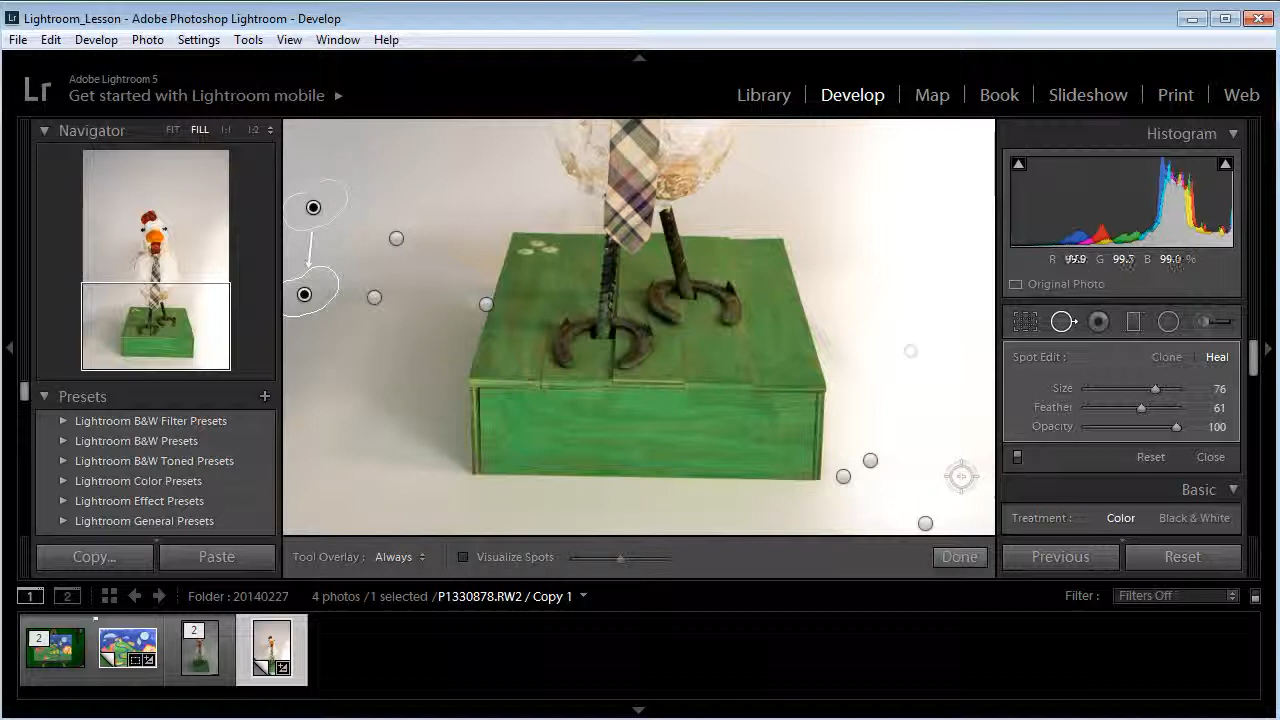 Lightroom_Lesson - Adobe Photoshop Lightroom - Develop
File Edit Develop Photo Settings Tools View Window Help
Lr
Adobe Lightroom 5
Get started with Lightroom mobile
Library | Develop | Map | Book | Slideshow | Print | Web
Navigator FIT FILL 1:1 1:2
Histogram
R 99.9 G 99.3 B 99.0 %
Original Photo
Spot Edit : Clone Heal
Size 76
Feather 61
Opacity 100
Reset Close
Basic
Treatment : Color Black & White
Presets +
Lightroom B&W Filter Presets
Lightroom B&W Presets
Lightroom B&W Toned Presets
Lightroom Color Presets
Lightroom Effect Presets
Lightroom General Presets
Copy... Paste
Tool Overlay : Always Visualize Spots Done
Previous Reset
1 2 Folder : 20140227 4 photos /1 selected /P1330878.RW2 / Copy 1 Filter : Filters Off
2
2